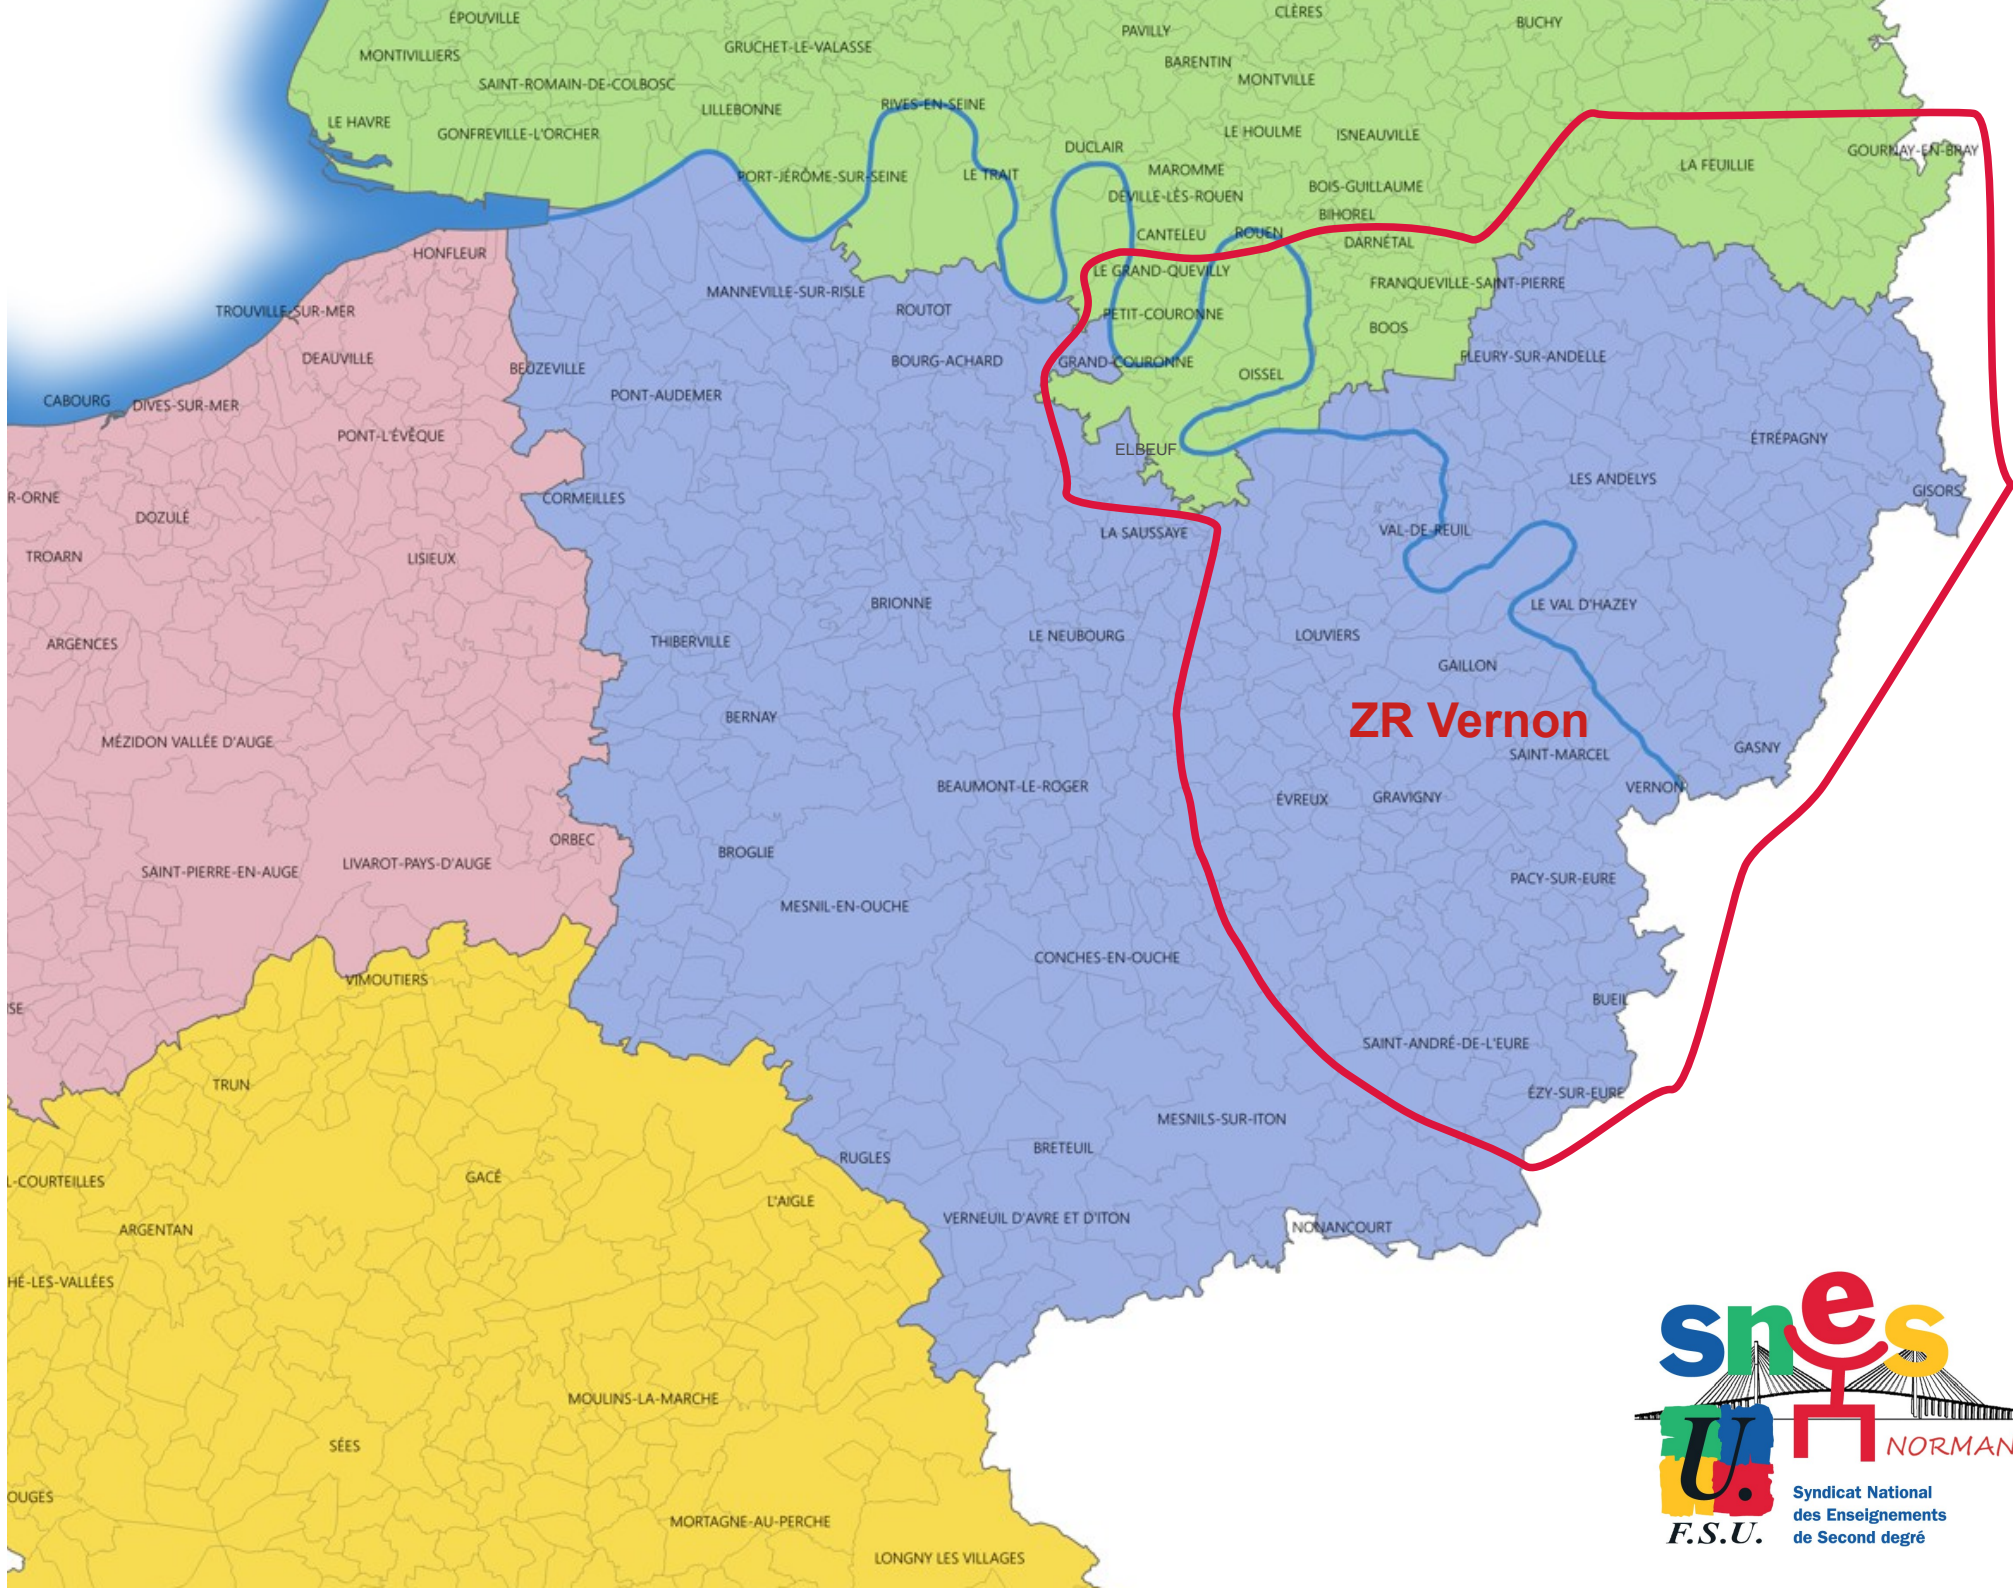 ÉPOUVILLE
CLÈRES
BUCHY
PAVILLY
MONTIVILLIERS
GRUCHET-LE-VALASSE
BARENTIN
MONTVILLE
SAINT-ROMAIN-DE-COLBOSC
LILLEBONNE
RIVES-EN-SEINE
LE HAVRE
GONFREVILLE-L'ORCHER
LE HOULME
ISNEAUVILLE
DUCLAIR
GOURNAY-EN-BRAY
LA FEUILLIE
PORT-JÉRÔME-SUR-SEINE
LE TRAIT
MAROMME
BOIS-GUILLAUME
DÉVILLE-LÈS-ROUEN
BIHOREL
CANTELEU
ROUEN
DARNÉTAL
HONFLEUR
LE GRAND-QUEVILLY
FRANQUEVILLE-SAINT-PIERRE
MANNEVILLE-SUR-RISLE
ROUTOT
TROUVILLE-SUR-MER
PETIT-COURONNE
BOOS
DEAUVILLE
BEUZEVILLE
BOURG-ACHARD
GRAND-COURONNE
FLEURY-SUR-ANDELLE
OISSEL
PONT-AUDEMER
CABOURG
DIVES-SUR-MER
PONT-L'ÉVÊQUE
ÉTRÉPAGNY
ELBEUF
LES ANDELYS
GISORS
R-ORNE
CORMEILLES
DOZULÉ
VAL-DE-REUIL
LA SAUSSAYE
TROARN
LISIEUX
BRIONNE
LE VAL D'HAZEY
ARGENCES
THIBERVILLE
LE NEUBOURG
LOUVIERS
GAILLON
BERNAY
ZR Vernon
MÉZIDON VALLÉE D'AUGE
SAINT-MARCEL
GASNY
BEAUMONT-LE-ROGER
VERNON
ÉVREUX
GRAVIGNY
ORBEC
BROGLIE
SAINT-PIERRE-EN-AUGE
LIVAROT-PAYS-D'AUGE
PACY-SUR-EURE
MESNIL-EN-OUCHE
CONCHES-EN-OUCHE
VIMOUTIERS
BUEIL
SE
SAINT-ANDRÉ-DE-L'EURE
TRUN
ÉZY-SUR-EURE
MESNILS-SUR-ITON
BRETEUIL
RUGLES
GACÉ
L-COURTEILLES
L'AIGLE
VERNEUIL D'AVRE ET D'ITON
ARGENTAN
NONANCOURT
HÉ-LES-VALLÉES
MOULINS-LA-MARCHE
SÉES
OUGES
MORTAGNE-AU-PERCHE
LONGNY LES VILLAGES
snes
NORMAN
U.
F.S.U.
Syndicat National
des Enseignements
de Second degré